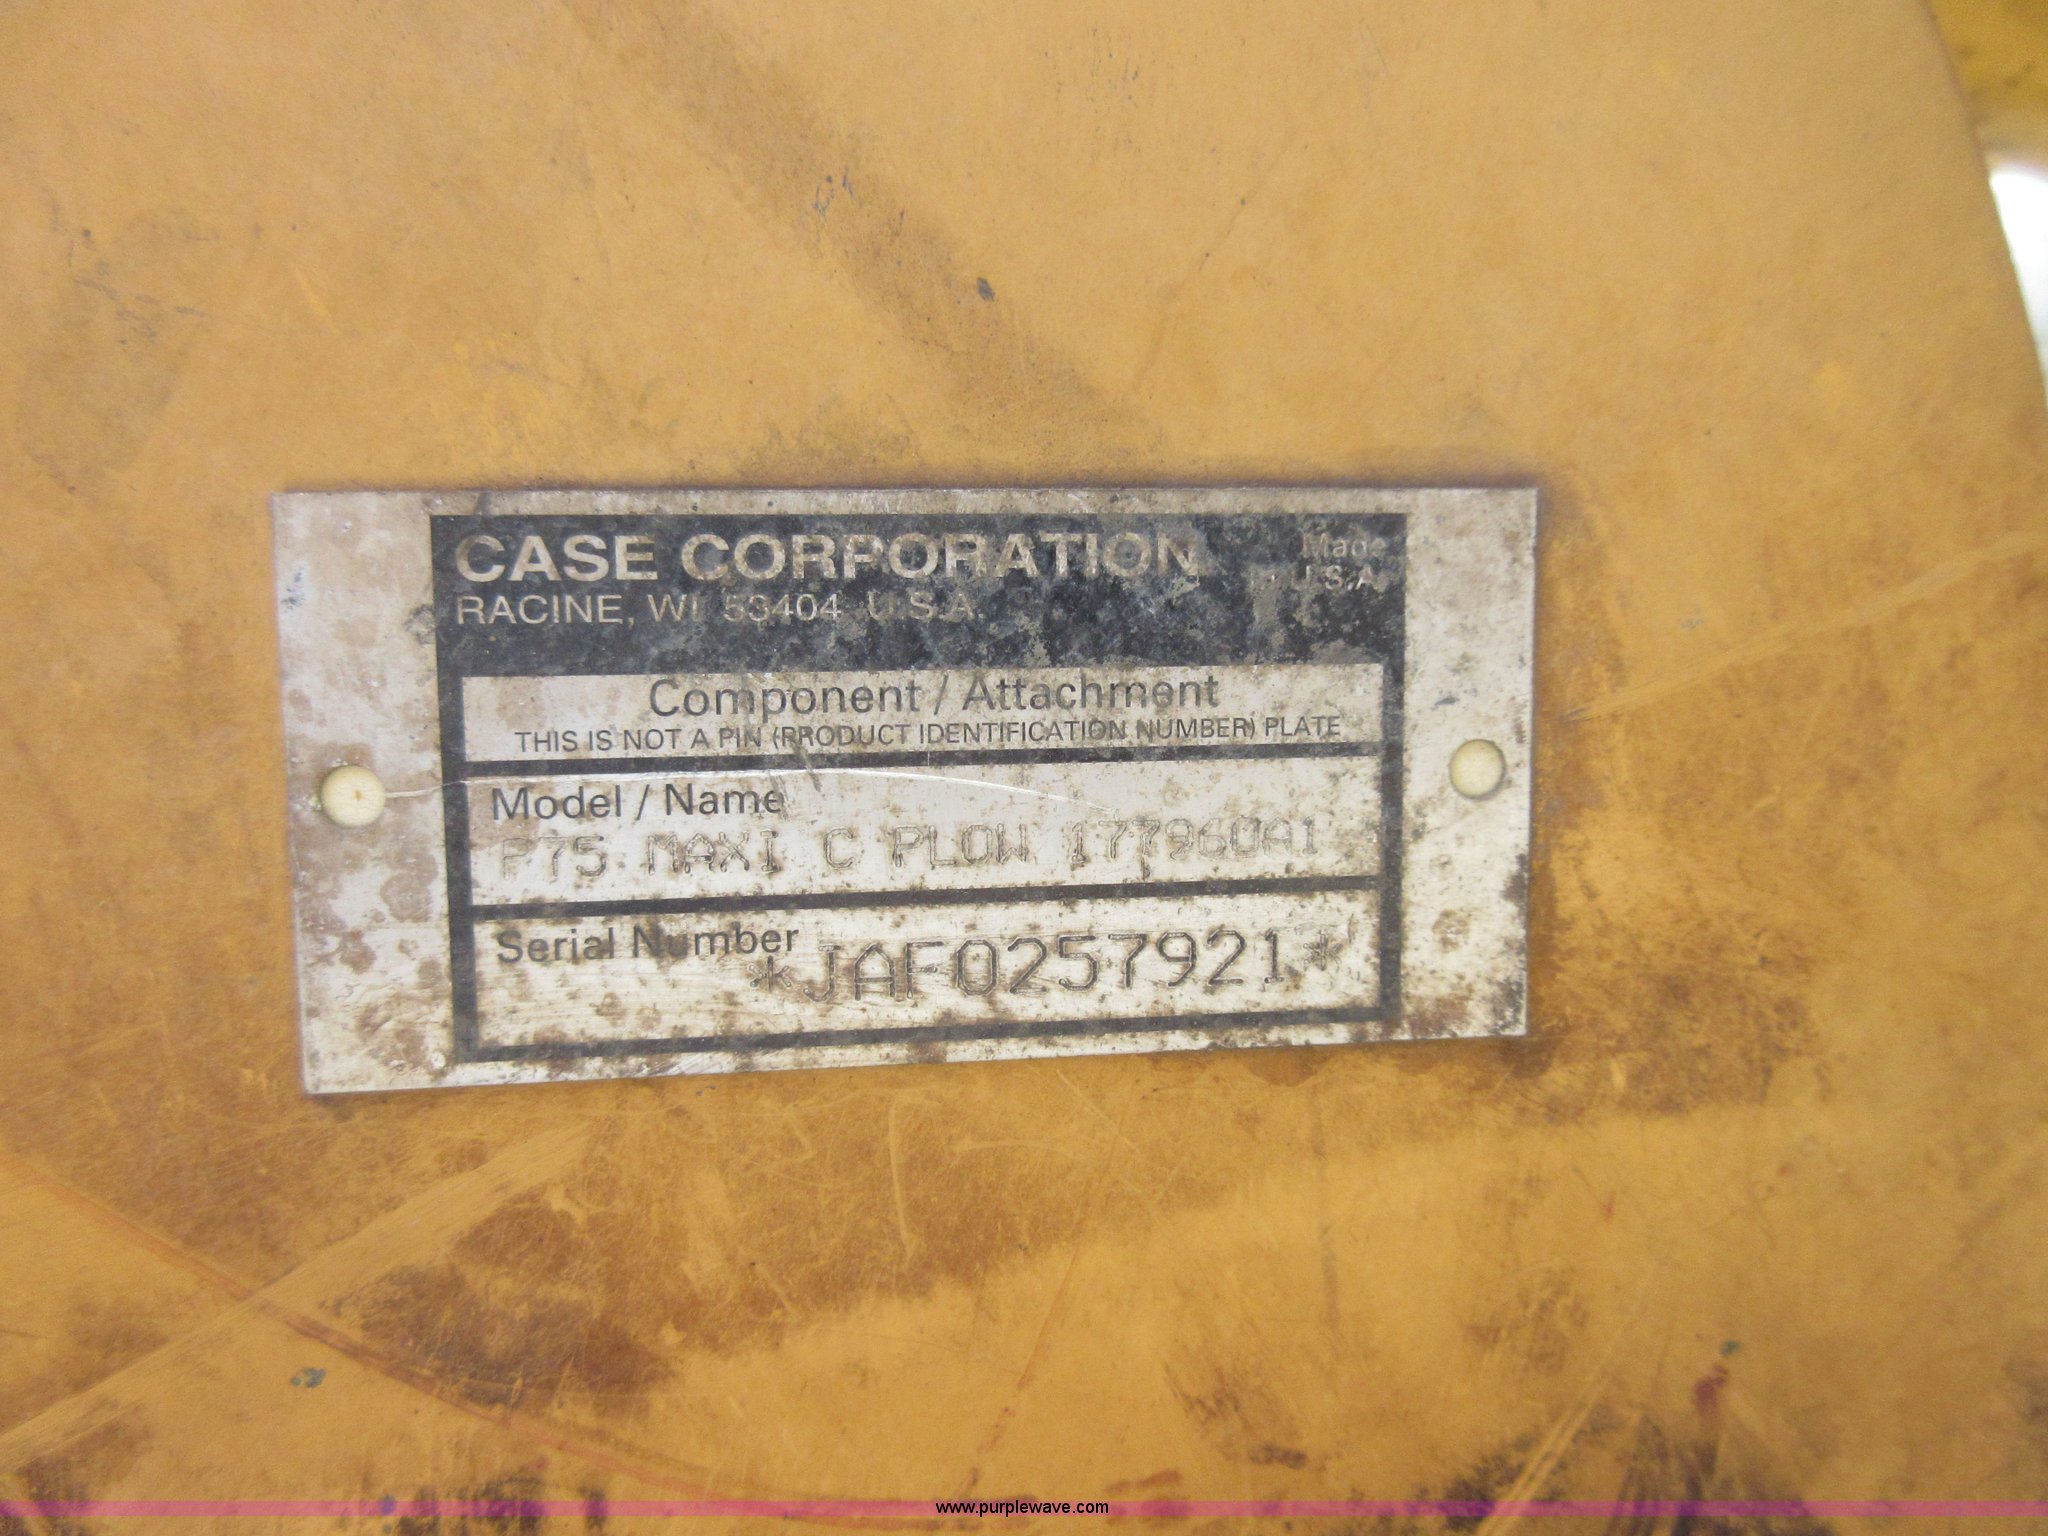 CASE CORPORATION
Made
in U.S.A.
RACINE, WI 53404 U.S.A.
Component / Attachment
THIS IS NOT A PIN (PRODUCT IDENTIFICATION NUMBER) PLATE
Model / Name
P75 MAXI C PLOW 177960A1
Serial Number
*JAF0257921*
www.purplewave.com